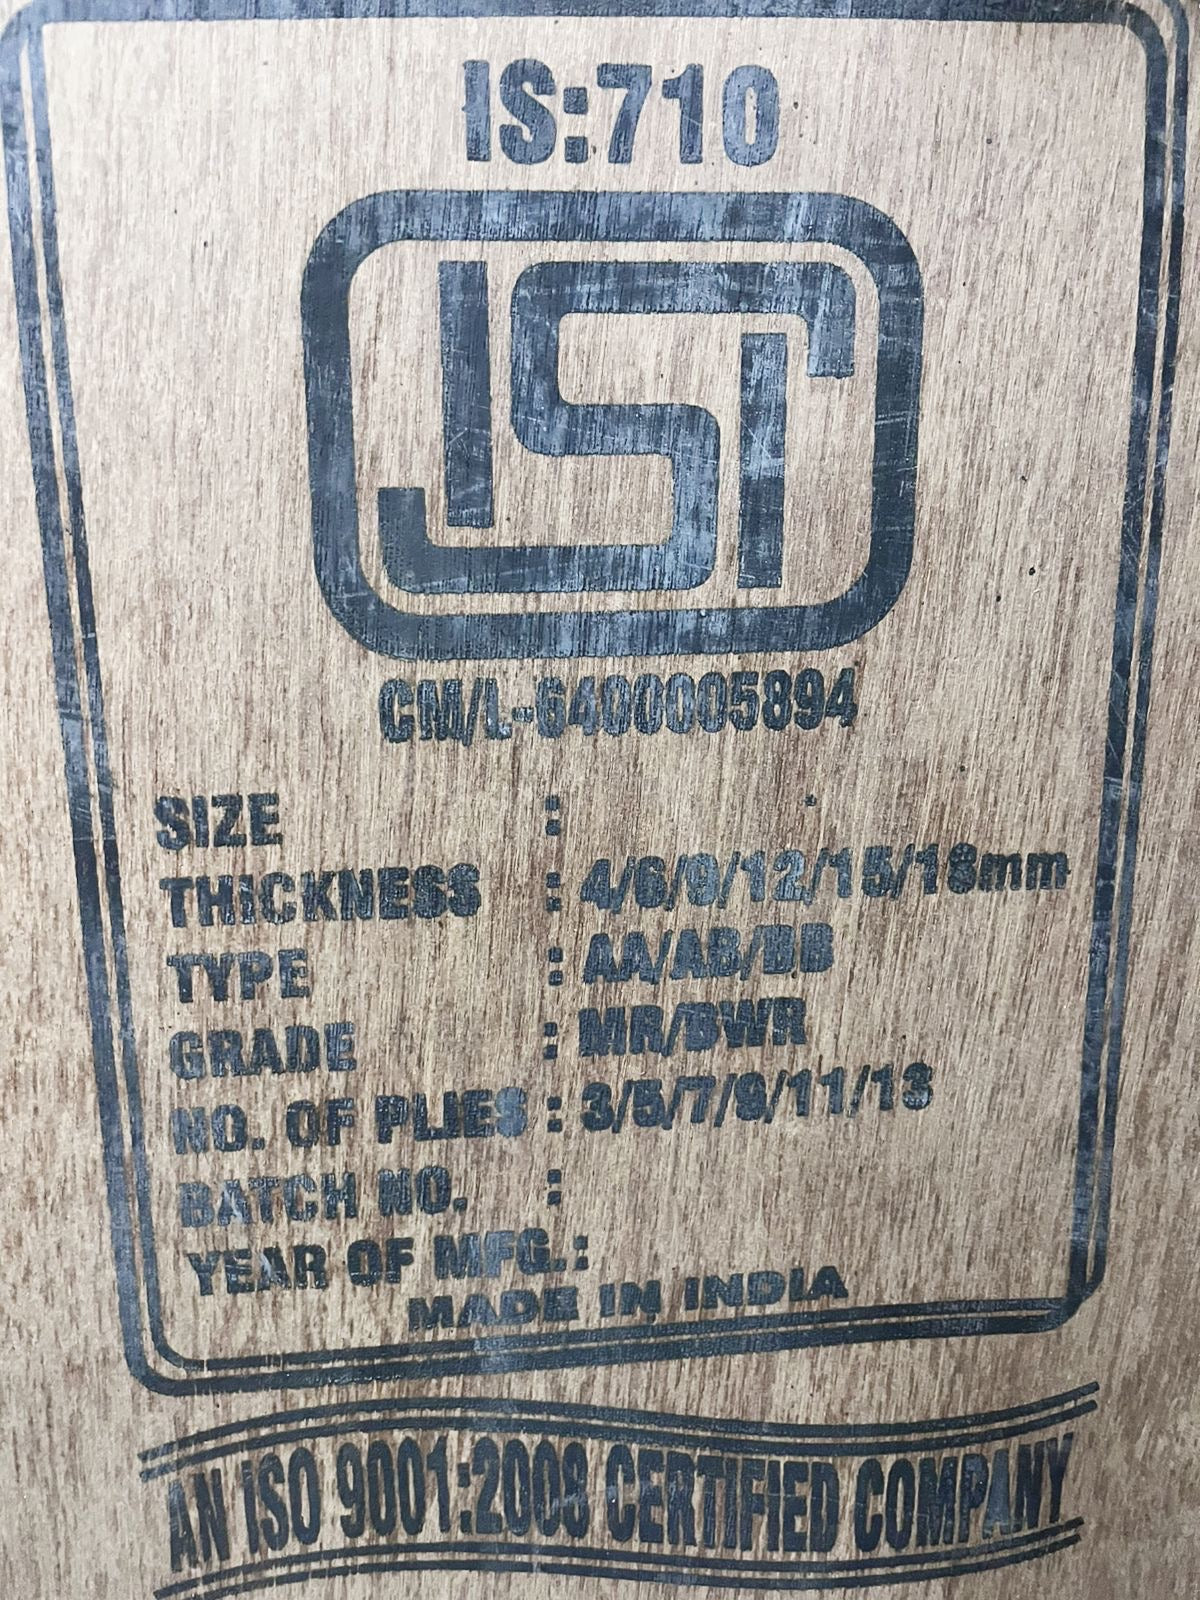 IS:710
ISI
CM/L-6400005894
SIZE :
THICKNESS : 4/6/9/12/15/18mm
TYPE : AA/AB/BB
GRADE : MR/BWR
NO. OF PLIES : 3/5/7/9/11/13
BATCH NO. :
YEAR OF MFG. :
MADE IN INDIA
AN ISO 9001:2008 CERTIFIED COMPANY